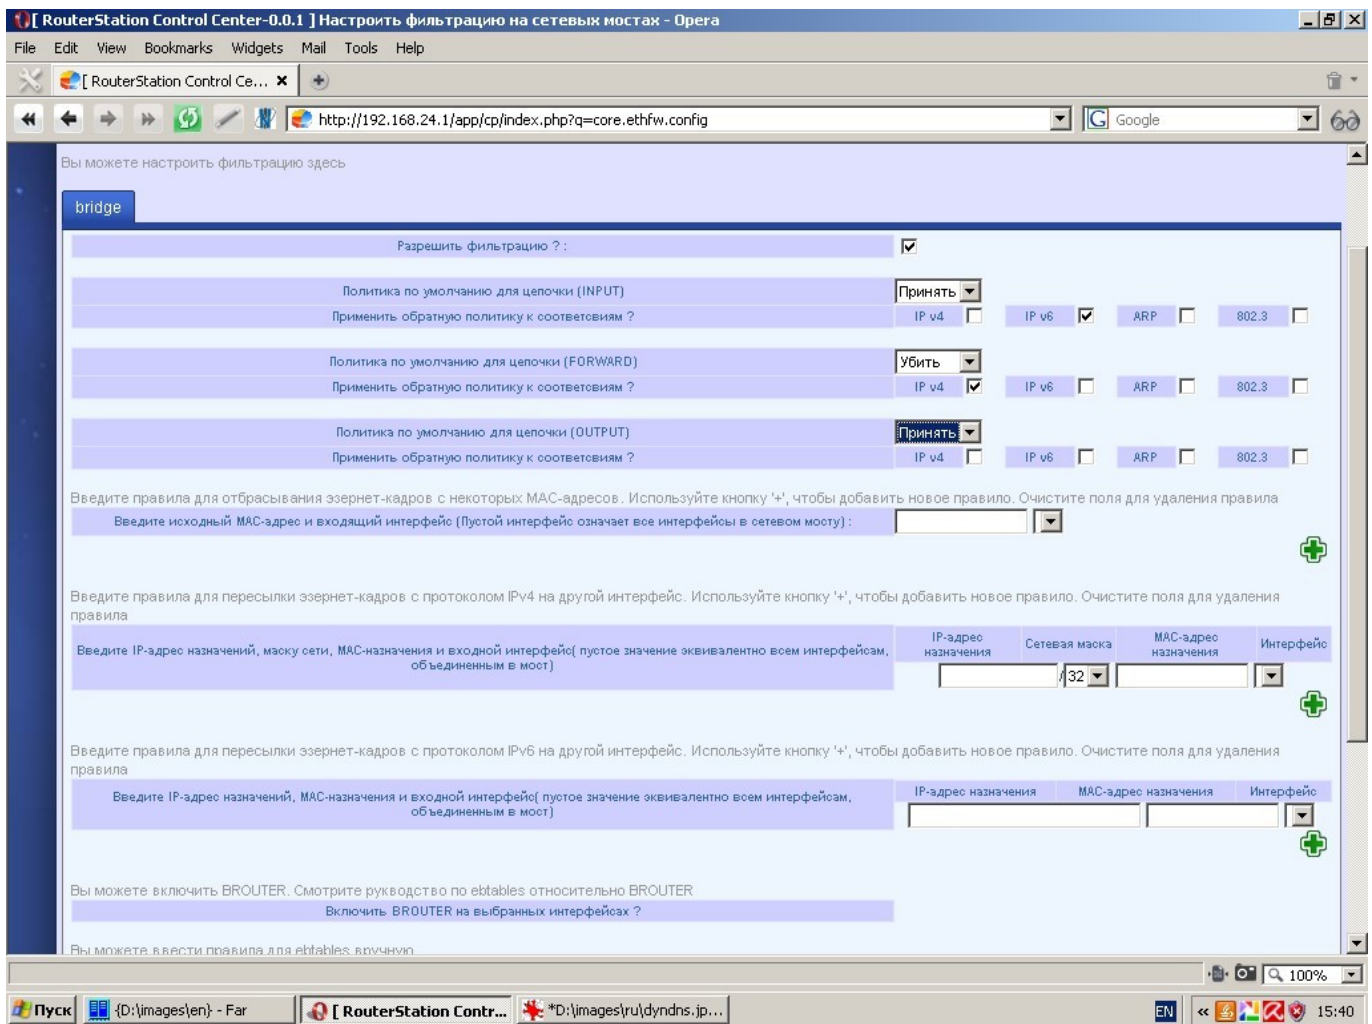 [ RouterStation Control Center-0.0.1 ] Настроить фильтрацию на сетевых мостах - Opera
File Edit View Bookmarks Widgets Mail Tools Help
[ RouterStation Control Ce...
http://192.168.24.1/app/cp/index.php?q=core.ethfw.config Google
Вы можете настроить фильтрацию здесь
bridge
Разрешить фильтрацию ? :
Политика по умолчанию для цепочки (INPUT) Принять
Применить обратную политику к соответсвиям ? IP v4 IP v6 ARP 802.3
Политика по умолчанию для цепочки (FORWARD) Убить
Применить обратную политику к соответсвиям ? IP v4 IP v6 ARP 802.3
Политика по умолчанию для цепочки (OUTPUT) Принять
Применить обратную политику к соответсвиям ? IP v4 IP v6 ARP 802.3
Введите правила для отбрасывания эзернет-кадров с некоторых MAC-адресов. Используйте кнопку '+', чтобы добавить новое правило. Очистите поля для удаления правила
Введите исходный MAC-адрес и входящий интерфейс (Пустой интерфейс означает все интерфейсы в сетевом мосту) :
Введите правила для пересылки эзернет-кадров с протоколом IPv4 на другой интерфейс. Используйте кнопку '+', чтобы добавить новое правило. Очистите поля для удаления
правила
IP-адрес назначения Сетевая маска MAC-адрес назначения Интерфейс
Введите IP-адрес назначений, маску сети, MAC-назначения и входной интерфейс( пустое значение эквивалентно всем интерфейсам,
объединенным в мост)
/ 32
Введите правила для пересылки эзернет-кадров с протоколом IPv6 на другой интерфейс. Используйте кнопку '+', чтобы добавить новое правило. Очистите поля для удаления
правила
Введите IP-адрес назначений, MAC-назначения и входной интерфейс( пустое значение эквивалентно всем интерфейсам,
объединенным в мост)
IP-адрес назначения MAC-адрес назначения Интерфейс
Вы можете включить BROUTER. Смотрите рукводство по ebtables относительно BROUTER
Включить BROUTER на выбранных интерфейсах ?
Вы можете ввести правила для ebtables вручную
100%
Пуск {D:\images\en} - Far [ RouterStation Contr... *D:\images\ru\dyndns.jp... EN « 15:40